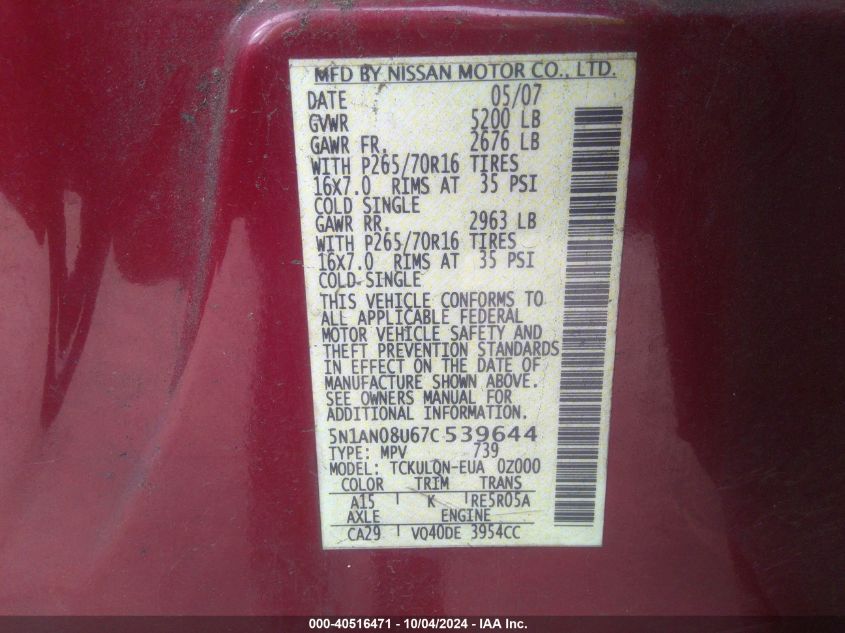 MFD BY NISSAN MOTOR CO., LTD.
DATE 05/07
GVWR 5200 LB
GAWR FR. 2676 LB
WITH P265/70R16 TIRES
16X7.0 RIMS AT 35 PSI
COLD SINGLE
GAWR RR. 2963 LB
WITH P265/70R16 TIRES
16X7.0 RIMS AT 35 PSI
COLD SINGLE
THIS VEHICLE CONFORMS TO
ALL APPLICABLE FEDERAL
MOTOR VEHICLE SAFETY AND
THEFT PREVENTION STANDARDS
IN EFFECT ON THE DATE OF
MANUFACTURE SHOWN ABOVE.
SEE OWNERS MANUAL FOR
ADDITIONAL INFORMATION.
5N1AN08U67C 539644
TYPE: MPV 739
MODEL: TCKULQN-EUA 0Z000
COLOR TRIM TRANS
A15 K RE5R05A
AXLE ENGINE
CA29 VQ40DE 3954CC
000-40516471 - 10/04/2024 - IAA Inc.